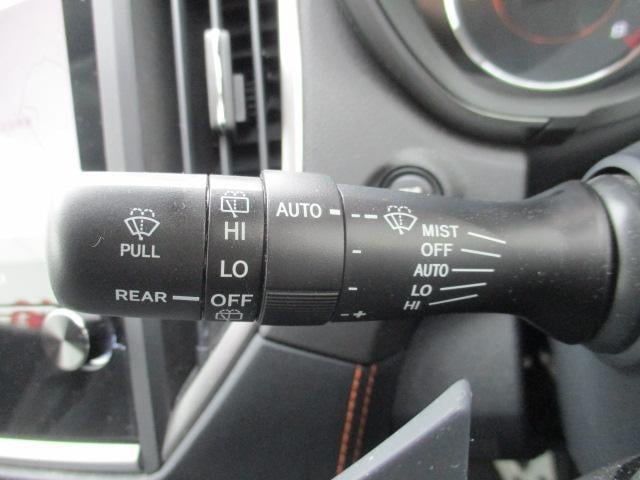 PULL
REAR
HI
LO
OFF
AUTO
MIST
OFF
AUTO
LO
HI
- +